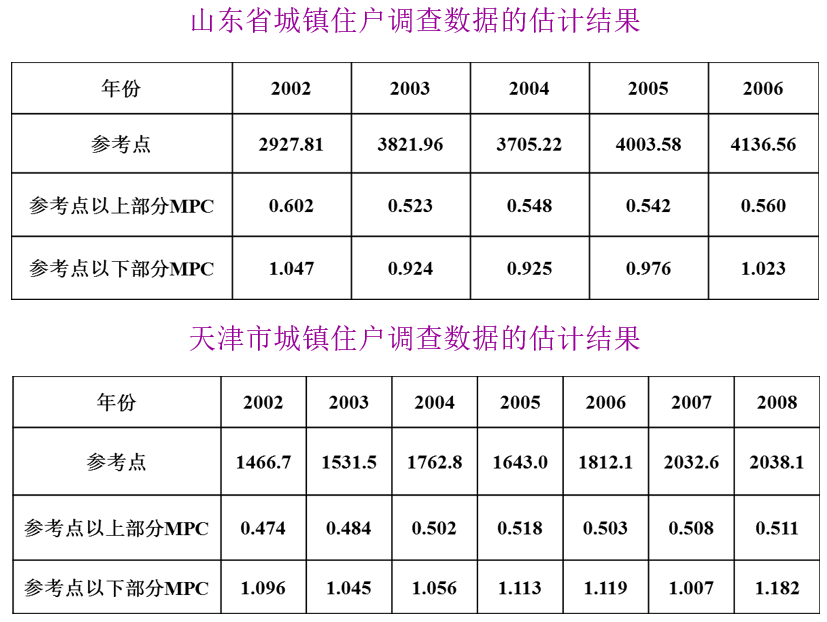 山东省城镇住户调查数据的估计结果
年份 2002 2003 2004 2005 2006
参考点 2927.81 3821.96 3705.22 4003.58 4136.56
参考点以上部分MPC 0.602 0.523 0.548 0.542 0.560
参考点以下部分MPC 1.047 0.924 0.925 0.976 1.023
天津市城镇住户调查数据的估计结果
年份 2002 2003 2004 2005 2006 2007 2008
参考点 1466.7 1531.5 1762.8 1643.0 1812.1 2032.6 2038.1
参考点以上部分MPC 0.474 0.484 0.502 0.518 0.503 0.508 0.511
参考点以下部分MPC 1.096 1.045 1.056 1.113 1.119 1.007 1.182